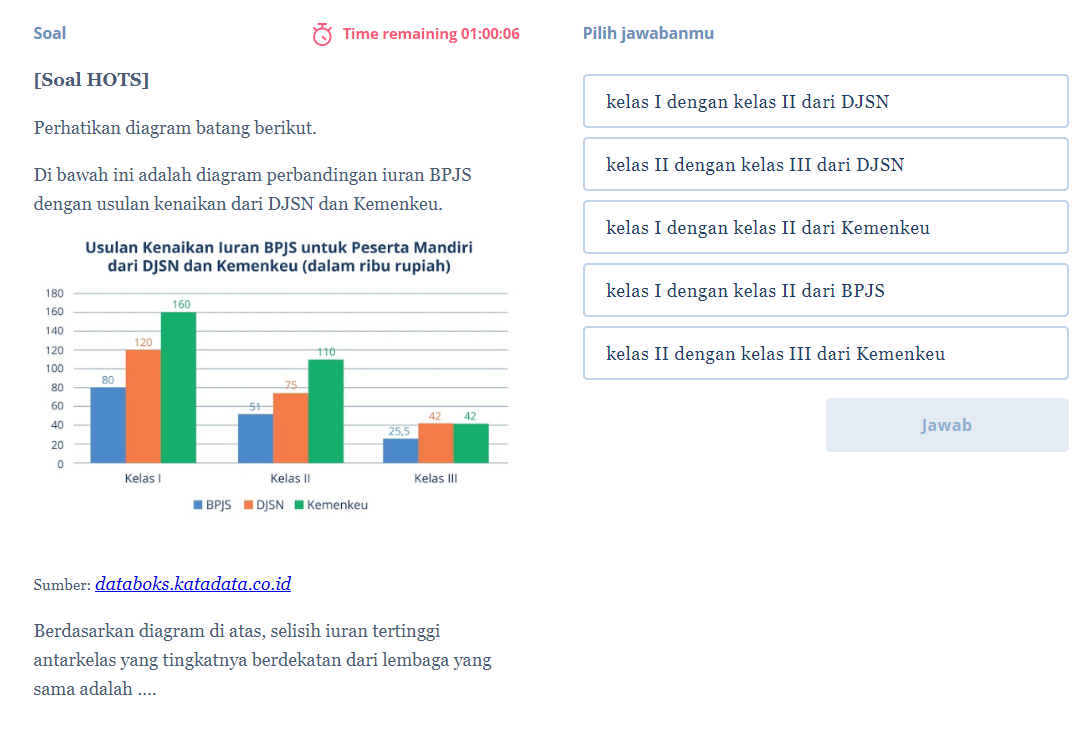 Soal
Time remaining 01:00:06
[Soal HOTS]
Perhatikan diagram batang berikut.
Di bawah ini adalah diagram perbandingan iuran BPJS
dengan usulan kenaikan dari DJSN dan Kemenkeu.
Usulan Kenaikan Iuran BPJS untuk Peserta Mandiri
dari DJSN dan Kemenkeu (dalam ribu rupiah)
180
160
140
120
100
80
60
40
20
0
80
120
160
51
75
110
25,5
42
42
Kelas I
Kelas II
Kelas III
BPJS
DJSN
Kemenkeu
Sumber: databoks.katadata.co.id
Berdasarkan diagram di atas, selisih iuran tertinggi
antarkelas yang tingkatnya berdekatan dari lembaga yang
sama adalah ....
Pilih jawabanmu
kelas I dengan kelas II dari DJSN
kelas II dengan kelas III dari DJSN
kelas I dengan kelas II dari Kemenkeu
kelas I dengan kelas II dari BPJS
kelas II dengan kelas III dari Kemenkeu
Jawab